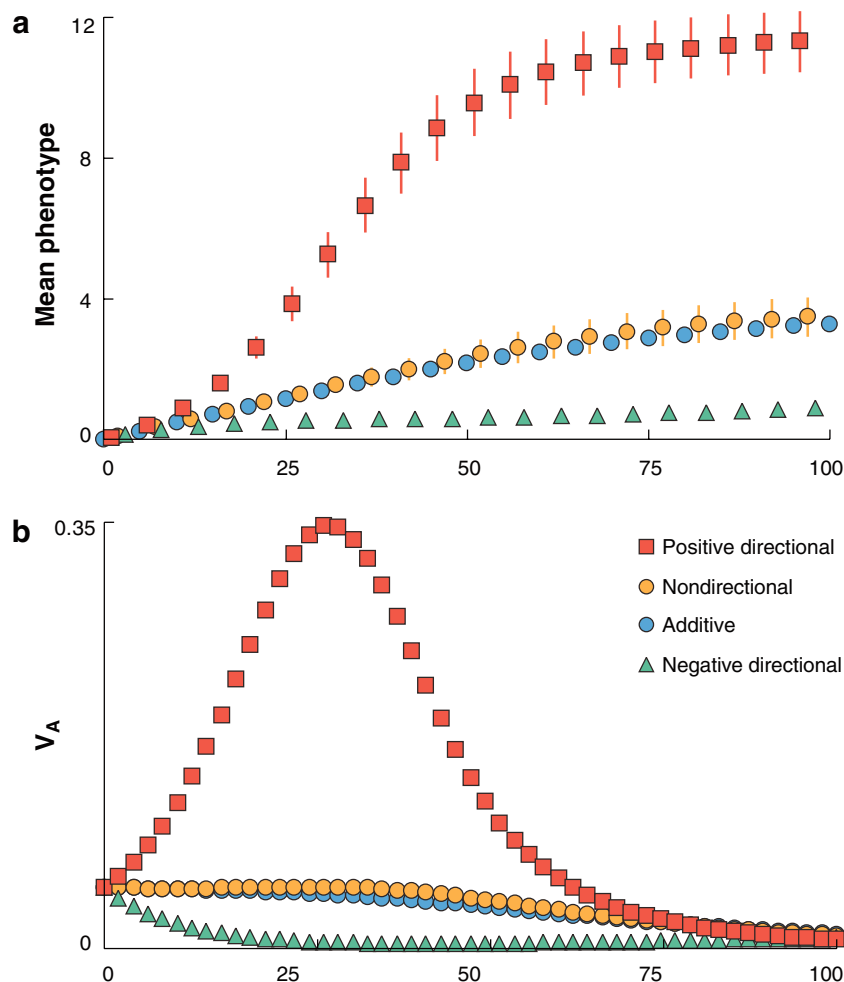 a
Mean phenotype
12
8
4
0
0 25 50 75 100
b
V_A
0.35
0
Positive directional
Nondirectional
Additive
Negative directional
0 25 50 75 100